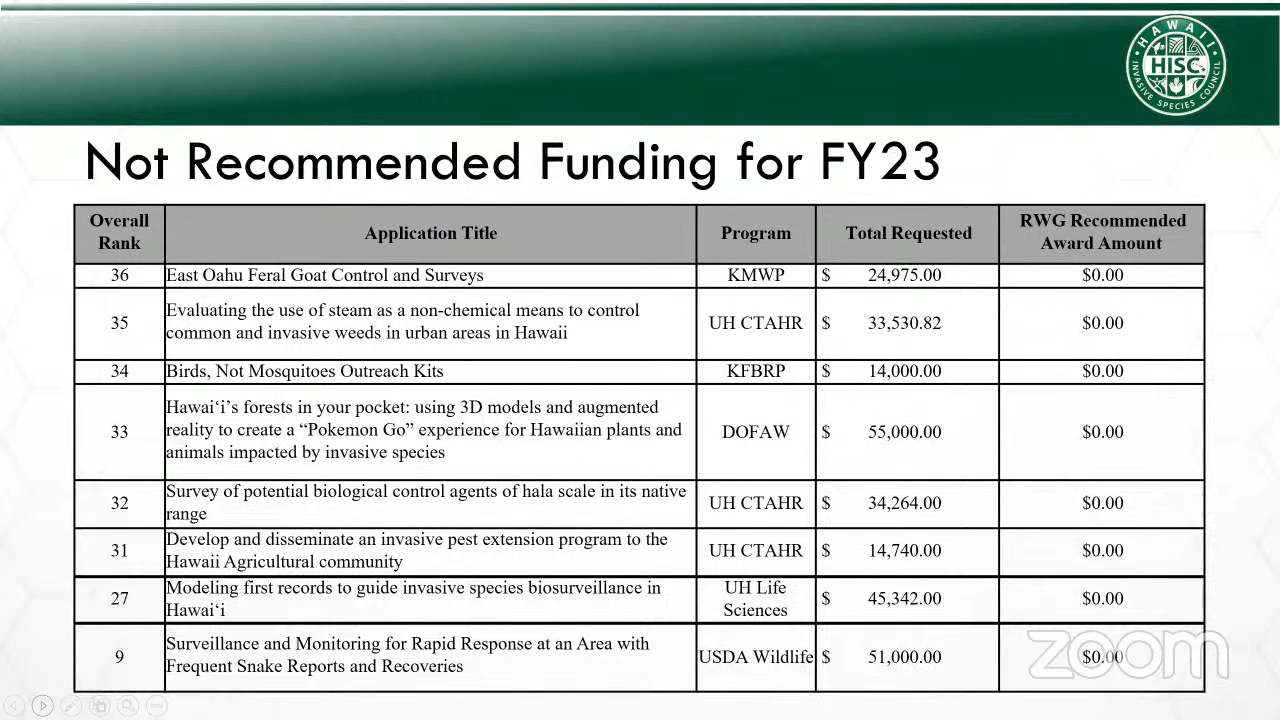 HAWAII
HISC
INVASIVE SPECIES COUNCIL
Not Recommended Funding for FY23
Overall Rank
Application Title
Program
Total Requested
RWG Recommended Award Amount
36
East Oahu Feral Goat Control and Surveys
KMWP
$ 24,975.00
$0.00
35
Evaluating the use of steam as a non-chemical means to control
common and invasive weeds in urban areas in Hawaii
UH CTAHR
$ 33,530.82
$0.00
34
Birds, Not Mosquitoes Outreach Kits
KFBRP
$ 14,000.00
$0.00
33
Hawai‘i’s forests in your pocket: using 3D models and augmented
reality to create a “Pokemon Go” experience for Hawaiian plants and
animals impacted by invasive species
DOFAW
$ 55,000.00
$0.00
32
Survey of potential biological control agents of hala scale in its native
range
UH CTAHR
$ 34,264.00
$0.00
31
Develop and disseminate an invasive pest extension program to the
Hawaii Agricultural community
UH CTAHR
$ 14,740.00
$0.00
27
Modeling first records to guide invasive species biosurveillance in
Hawai‘i
UH Life
Sciences
$ 45,342.00
$0.00
9
Surveillance and Monitoring for Rapid Response at an Area with
Frequent Snake Reports and Recoveries
USDA Wildlife
$ 51,000.00
$0.00
zoom